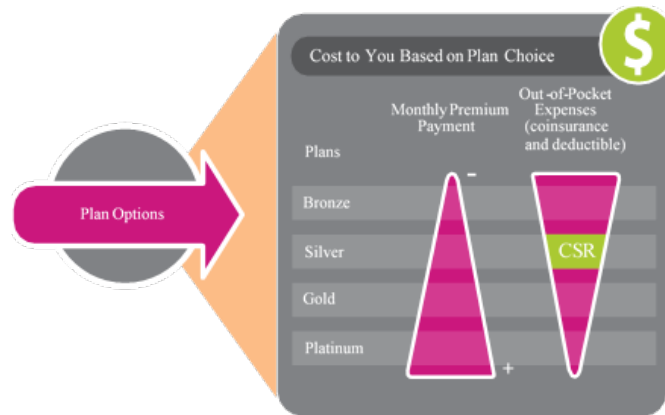 $
Cost to You Based on Plan Choice
Out-of-Pocket
Expenses
(coinsurance
and deductible)
Monthly Premium
Payment
Plans
-
Bronze
Plan Options
Silver
CSR
Gold
Platinum
+